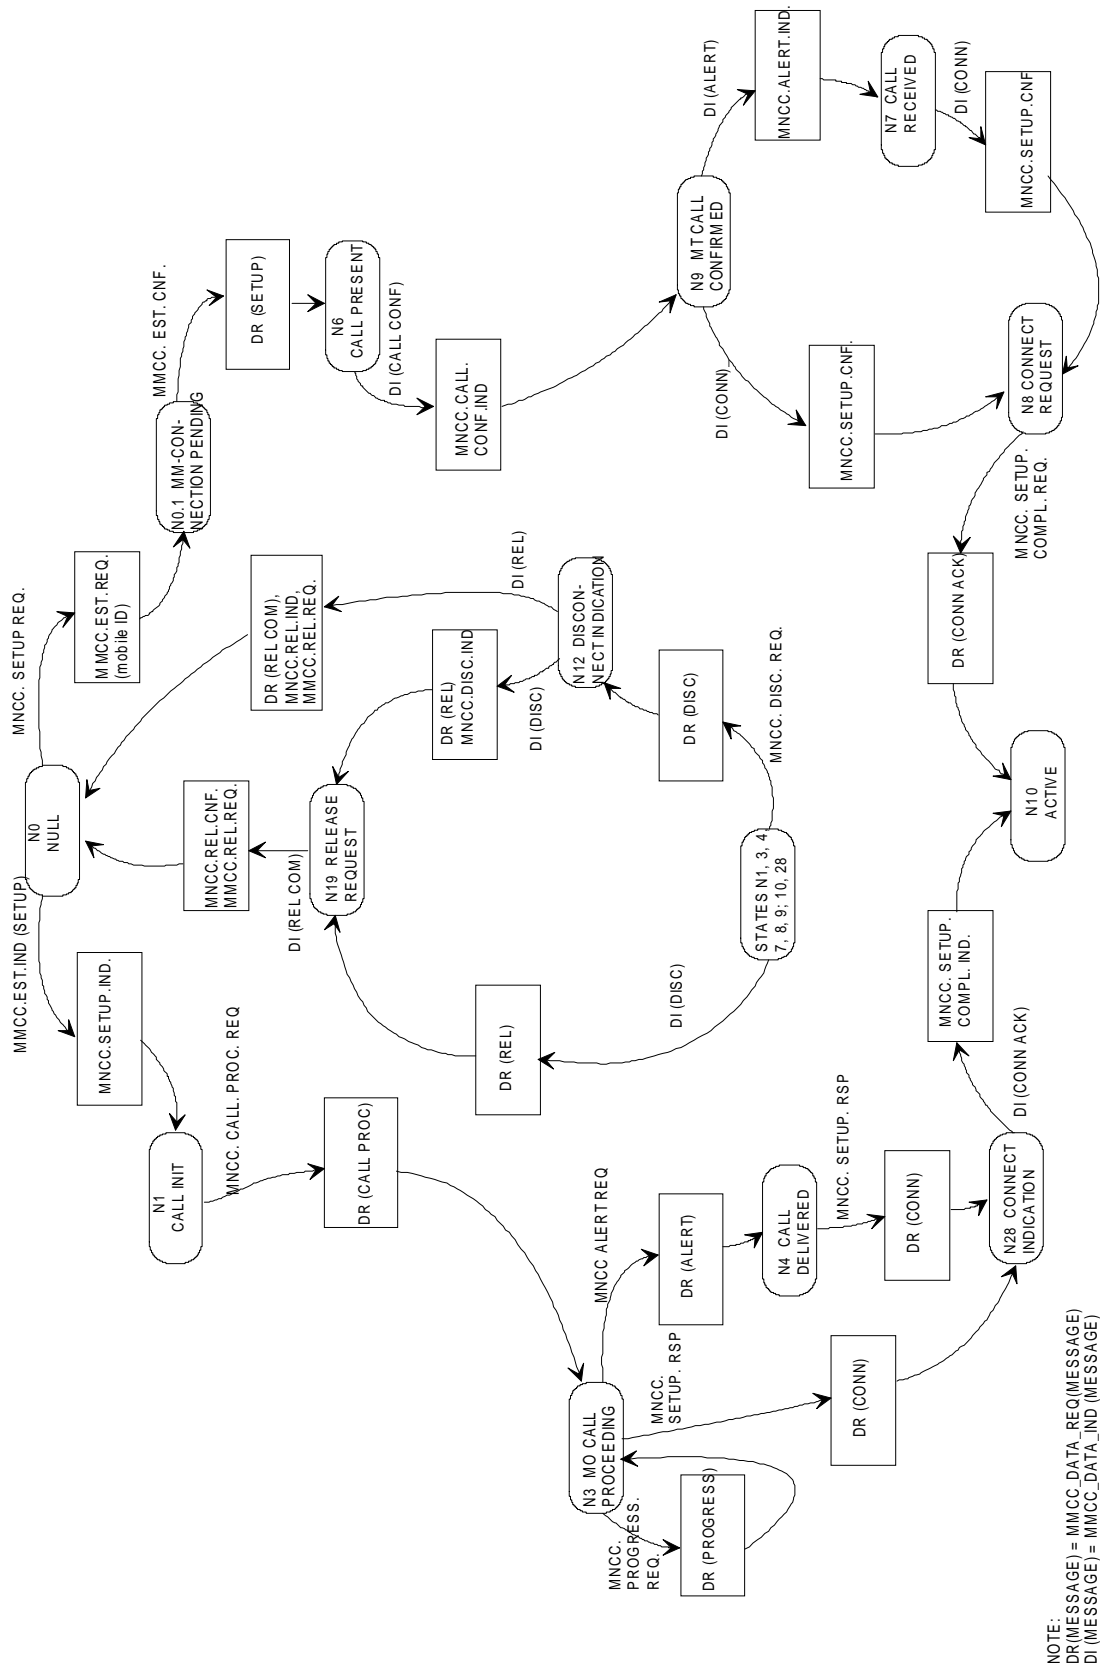 MMCC.EST.IND (SETUP)
N0
NULL
MNCC. SETUP REQ.
MNCC.SETUP.IND.
MMCC.EST.REQ.
(mobile ID)
N1
CALL INIT
MNCC. CALL. PROC. REQ
N0.1 MM-CON-
NECTION PENDING
MMCC. EST. CNF.
MNCC.REL.CNF.
MMCC.REL.REQ.
DR (REL COM),
MNCC.REL.IND,
MMCC.REL.REQ.
DR (SETUP)
DR (CALL PROC)
DI (REL COM)
N19 RELEASE
REQUEST
N6
CALL PRESENT
DI (CALL CONF)
DR (REL)
MNCC.DISC.IND
MNCC.CALL.
CONF.IND
DR (REL)
DI (DISC)
DI (REL)
N12 DISCON-
NECT INDICATION
N3 MO CALL
PROCEEDING
MNCC ALERT REQ
DI (DISC)
DR (DISC)
MNCC. DISC. REQ.
STATES N1, 3, 4
7, 8, 9; 10, 28
MNCC.
PROGRESS.
REQ.
MNCC.
SETUP. RSP
DR (ALERT)
DR (PROGRESS)
N4 CALL
DELIVERED
MNCC. SETUP. RSP
DR (CONN)
DR (CONN)
N28 CONNECT
INDICATION
DI (CONN ACK)
MNCC. SETUP.
COMPL. IND.
N10
ACTIVE
DR (CONN ACK)
MNCC. SETUP.
COMPL. REQ.
N9 MT CALL
CONFIRMED
DI (ALERT)
DI (CONN)
MNCC.ALERT.IND.
MNCC.SETUP.CNF.
N7 CALL
RECEIVED
DI (CONN)
MNCC.SETUP.CNF
N8 CONNECT
REQUEST
NOTE:
DR(MESSAGE) = MMCC_DATA_REQ(MESSAGE)
DI (MESSAGE) = MMCC_DATA_IND (MESSAGE)